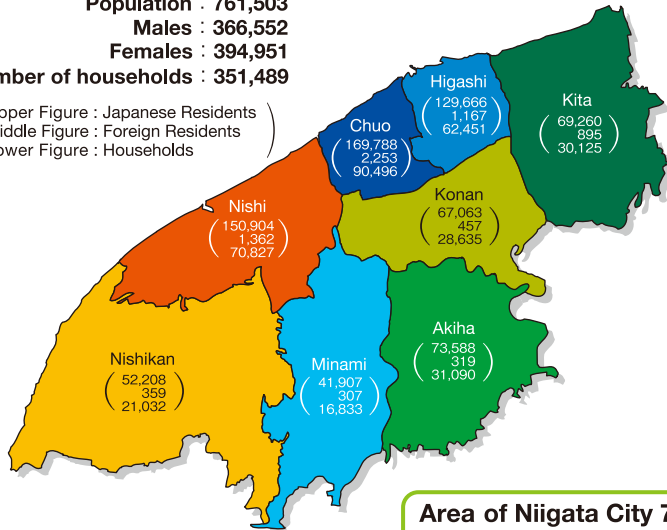 Population : 761,503
Males : 366,552
Females : 394,951
mber of households : 351,489
pper Figure : Japanese Residents
iddle Figure : Foreign Residents
ower Figure : Households
Higashi
(129,666
1,167
62,451)
Kita
(69,260
895
30,125)
Chuo
(169,788
2,253
90,496)
Konan
(67,063
457
28,635)
Nishi
(150,904
1,362
70,827)
Akiha
(73,588
319
31,090)
Nishikan
(52,208
359
21,032)
Minami
(41,907
307
16,833)
Area of Niigata City 7